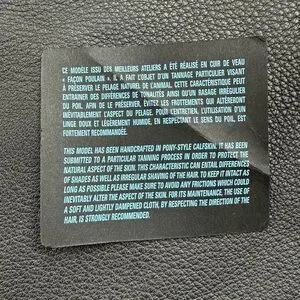 CE MODÈLE ISSU DES MEILLEURS ATELIERS A ÉTÉ RÉALISÉ EN CUIR DE VEAU
« FAÇON POULAIN ». IL A FAIT L'OBJET D'UN TANNAGE PARTICULIER VISANT
À PRÉSERVER LE PELAGE NATUREL DE L'ANIMAL. CETTE CARACTÉRISTIQUE PEUT
ENTRAINER DES DIFFÉRENCES DE TONALITÉS AINSI QU'UN RASAGE IRRÉGULIER
DU POIL. AFIN DE LE PRÉSERVER, ÉVITEZ LES FROTTEMENTS QUI ALTÉRERONT
INÉVITABLEMENT L'ASPECT DU PELAGE. POUR L'ENTRETIEN, L'UTILISATION D'UN
LINGE DOUX ET LÉGÈREMENT HUMIDE, EN RESPECTANT LE SENS DU POIL, EST
FORTEMENT RECOMMANDÉE.
THIS MODEL HAS BEEN HANDCRAFTED IN PONY-STYLE CALFSKIN. IT HAS BEEN
SUBMITTED TO A PARTICULAR TANNING PROCESS IN ORDER TO PROTECT THE
NATURAL ASPECT OF THE SKIN. THIS CHARACTERISTIC CAN ENTAIL DIFFERENCES
OF SHADES AS WELL AS IRREGULAR SHAVING OF THE HAIR. TO KEEP IT INTACT AS
LONG AS POSSIBLE PLEASE MAKE SURE TO AVOID ANY FRICTIONS WHICH COULD
INEVITABLY ALTER THE ASPECT OF THE SKIN. FOR ITS MAINTENANCE, THE USE OF
A SOFT AND LIGHTLY DAMPENED CLOTH, BY RESPECTING THE DIRECTION OF THE
HAIR, IS STRONGLY RECOMMENDED.